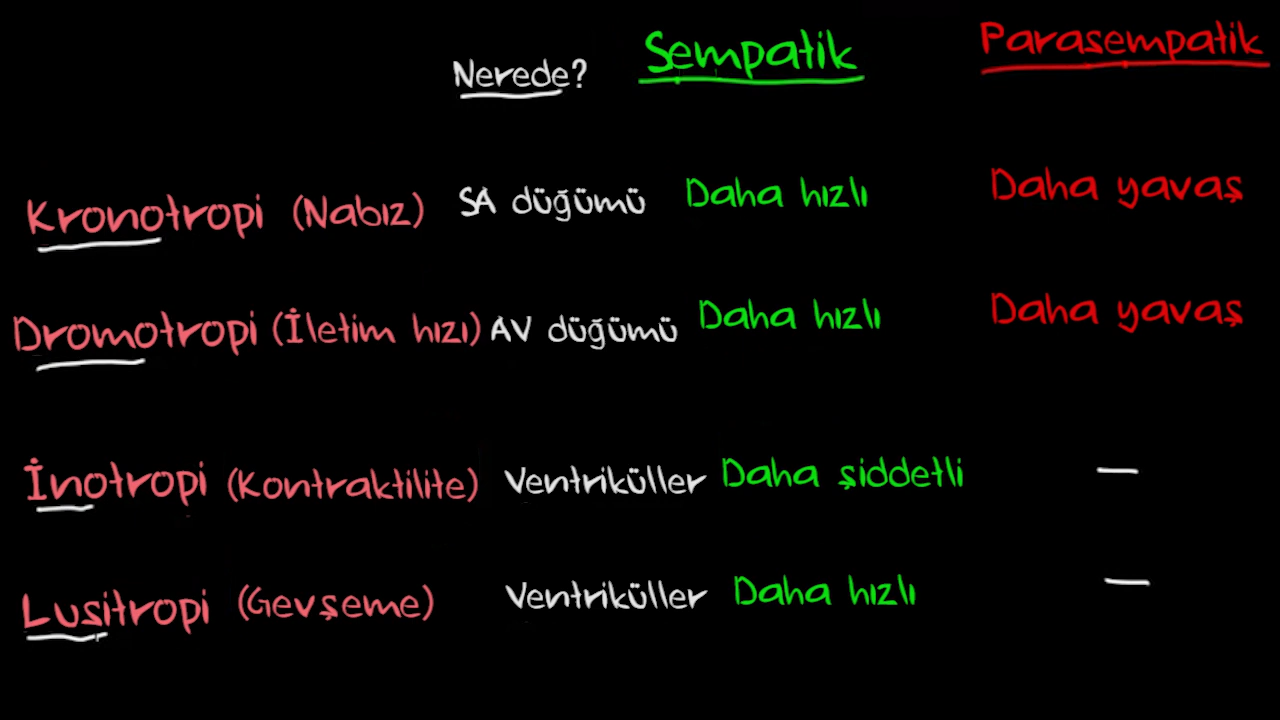 Nerede? Sempatik Parasempatik
Kronotropi (Nabız) SA düğümü Daha hızlı Daha yavaş
Dromotropi (İletim hızı) AV düğümü Daha hızlı Daha yavaş
İnotropi (Kontraktilite) Ventriküller Daha şiddetli —
Lusitropi (Gevşeme) Ventriküller Daha hızlı —